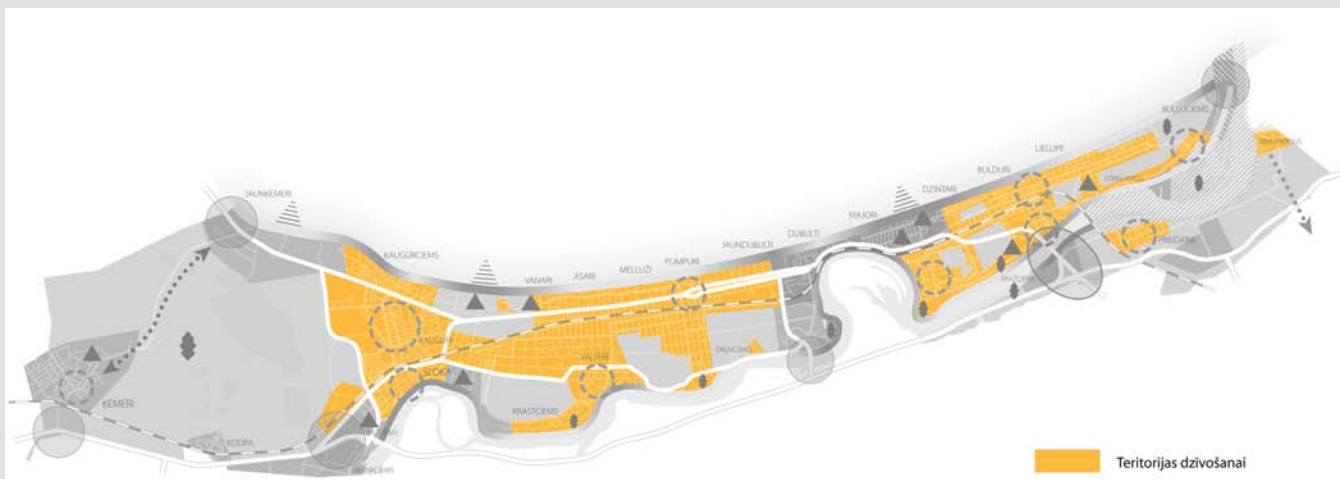 BUĻĻUCIEMS
LIELUPE
BULDURI
DZINTARI
MAJORI
DUBULTI
JAUNDUBULTI
PUMPURI
MELLUŽI
ASARI
VAIVARI
KAUGURCIEMS
JAUNĶEMERI
PRIEDAINE
KAUGURI
SLOKA
VALTERI
KRASTCIEMS
ĶEMERI
KŪDRA
Teritorijas dzīvošanai